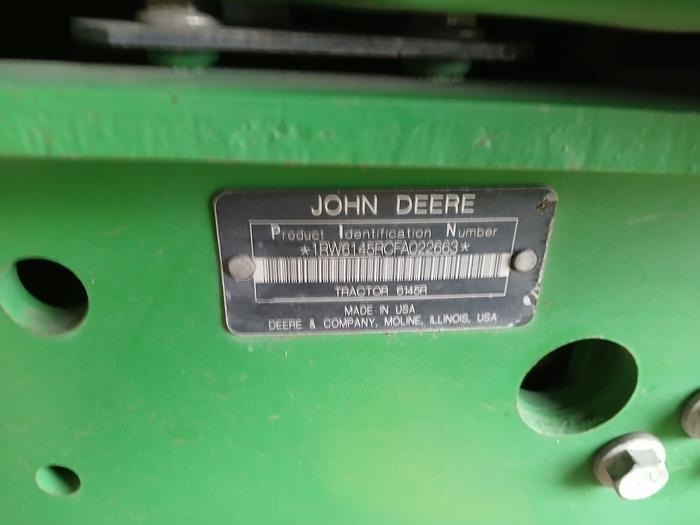 JOHN DEERE
Product Identification Number
*1RW6145RCFA022663*
TRACTOR 6145R
MADE IN USA
DEERE & COMPANY, MOLINE, ILLINOIS, USA